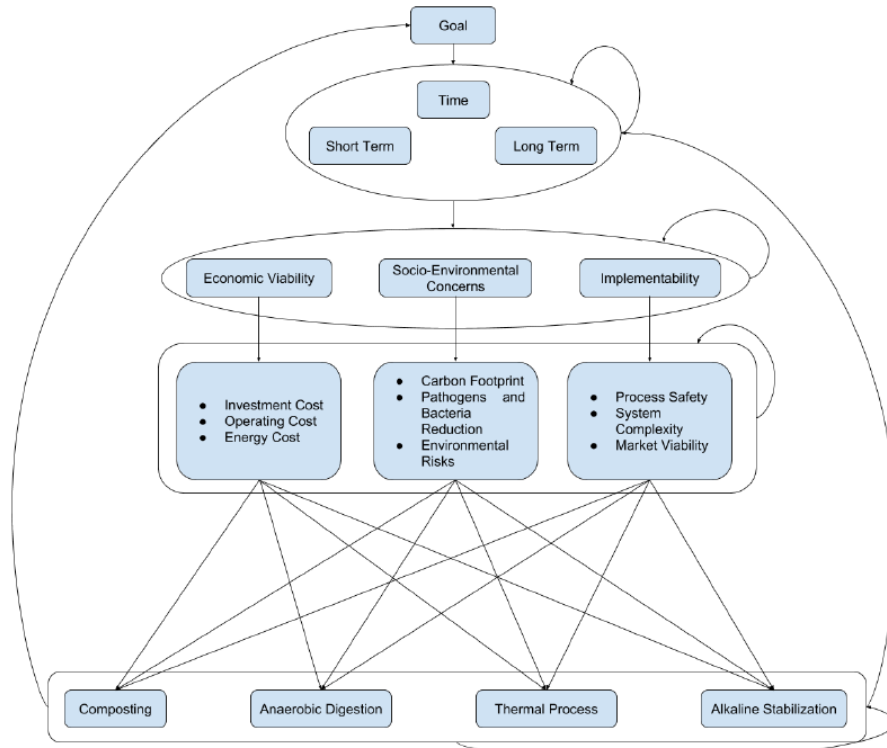 Goal
Time
Short Term
Long Term
Economic Viability
Socio-Environmental
Concerns
Implementability
● Investment Cost
● Operating Cost
● Energy Cost
● Carbon Footprint
● Pathogens and
Bacteria
Reduction
● Environmental
Risks
● Process Safety
● System
Complexity
● Market Viability
Composting
Anaerobic Digestion
Thermal Process
Alkaline Stabilization